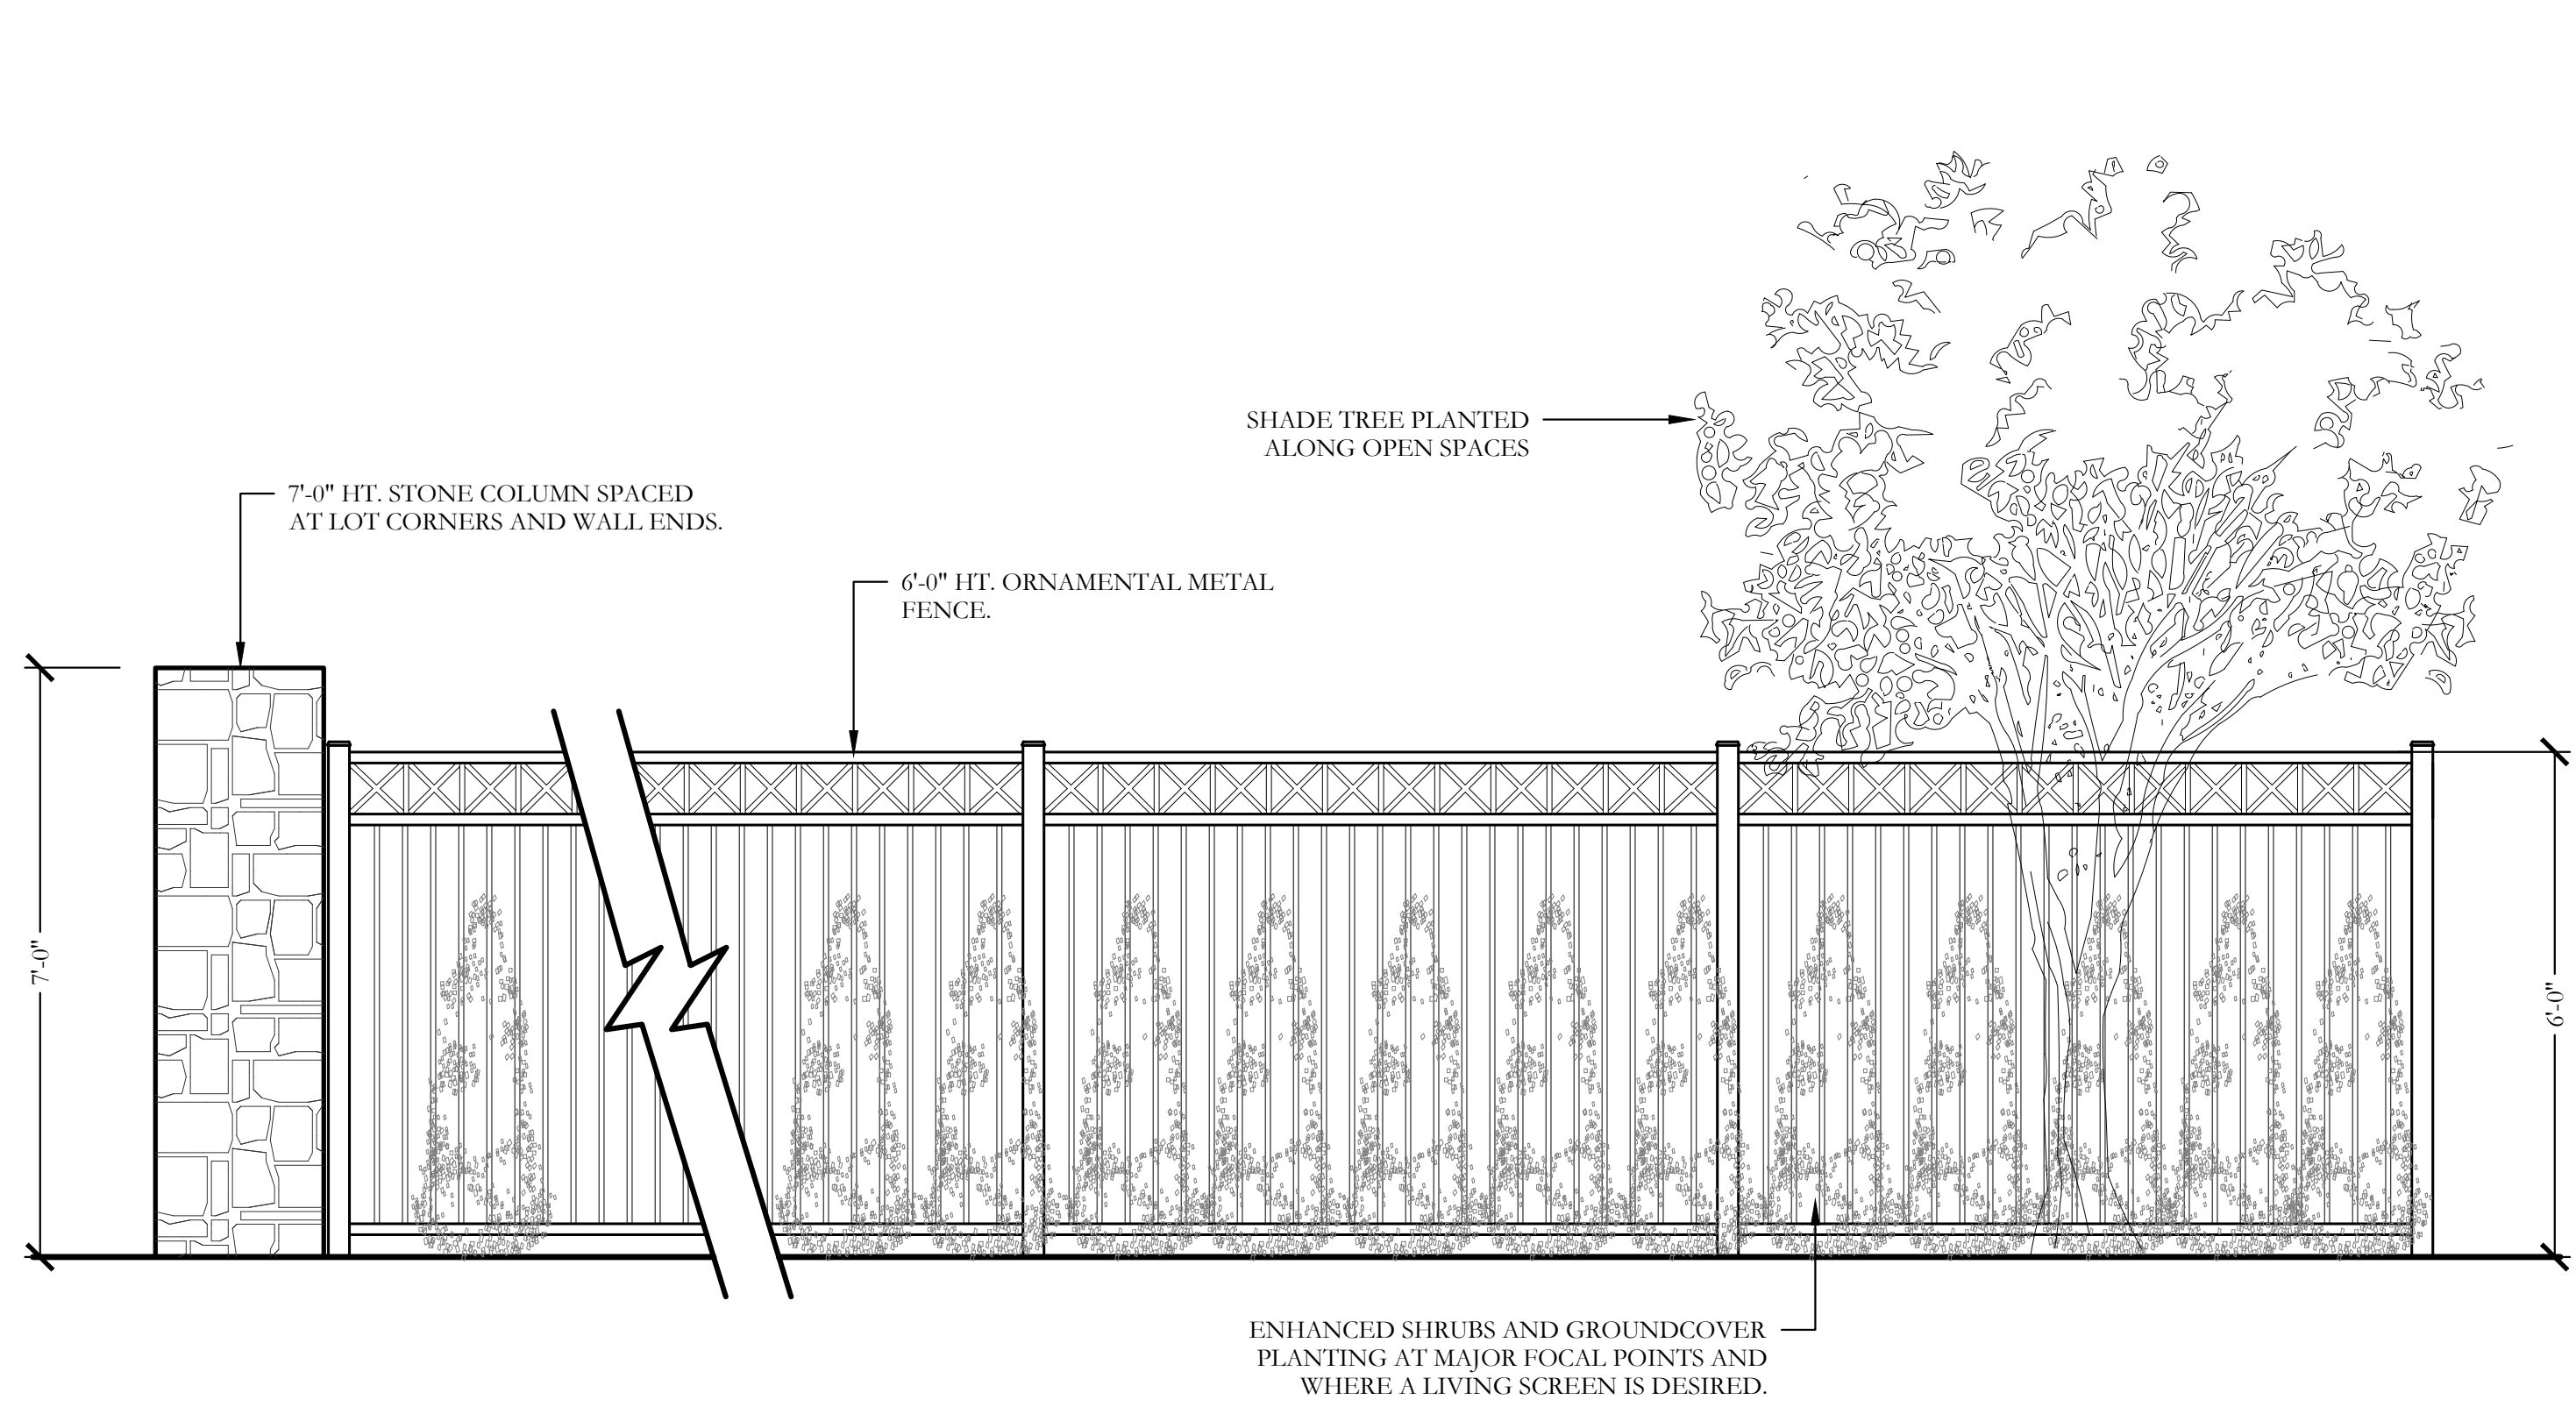 SHADE TREE PLANTED
ALONG OPEN SPACES
7'-0" HT. STONE COLUMN SPACED
AT LOT CORNERS AND WALL ENDS.
6'-0" HT. ORNAMENTAL METAL
FENCE.
7'-0"
6'-0"
ENHANCED SHRUBS AND GROUNDCOVER
PLANTING AT MAJOR FOCAL POINTS AND
WHERE A LIVING SCREEN IS DESIRED.